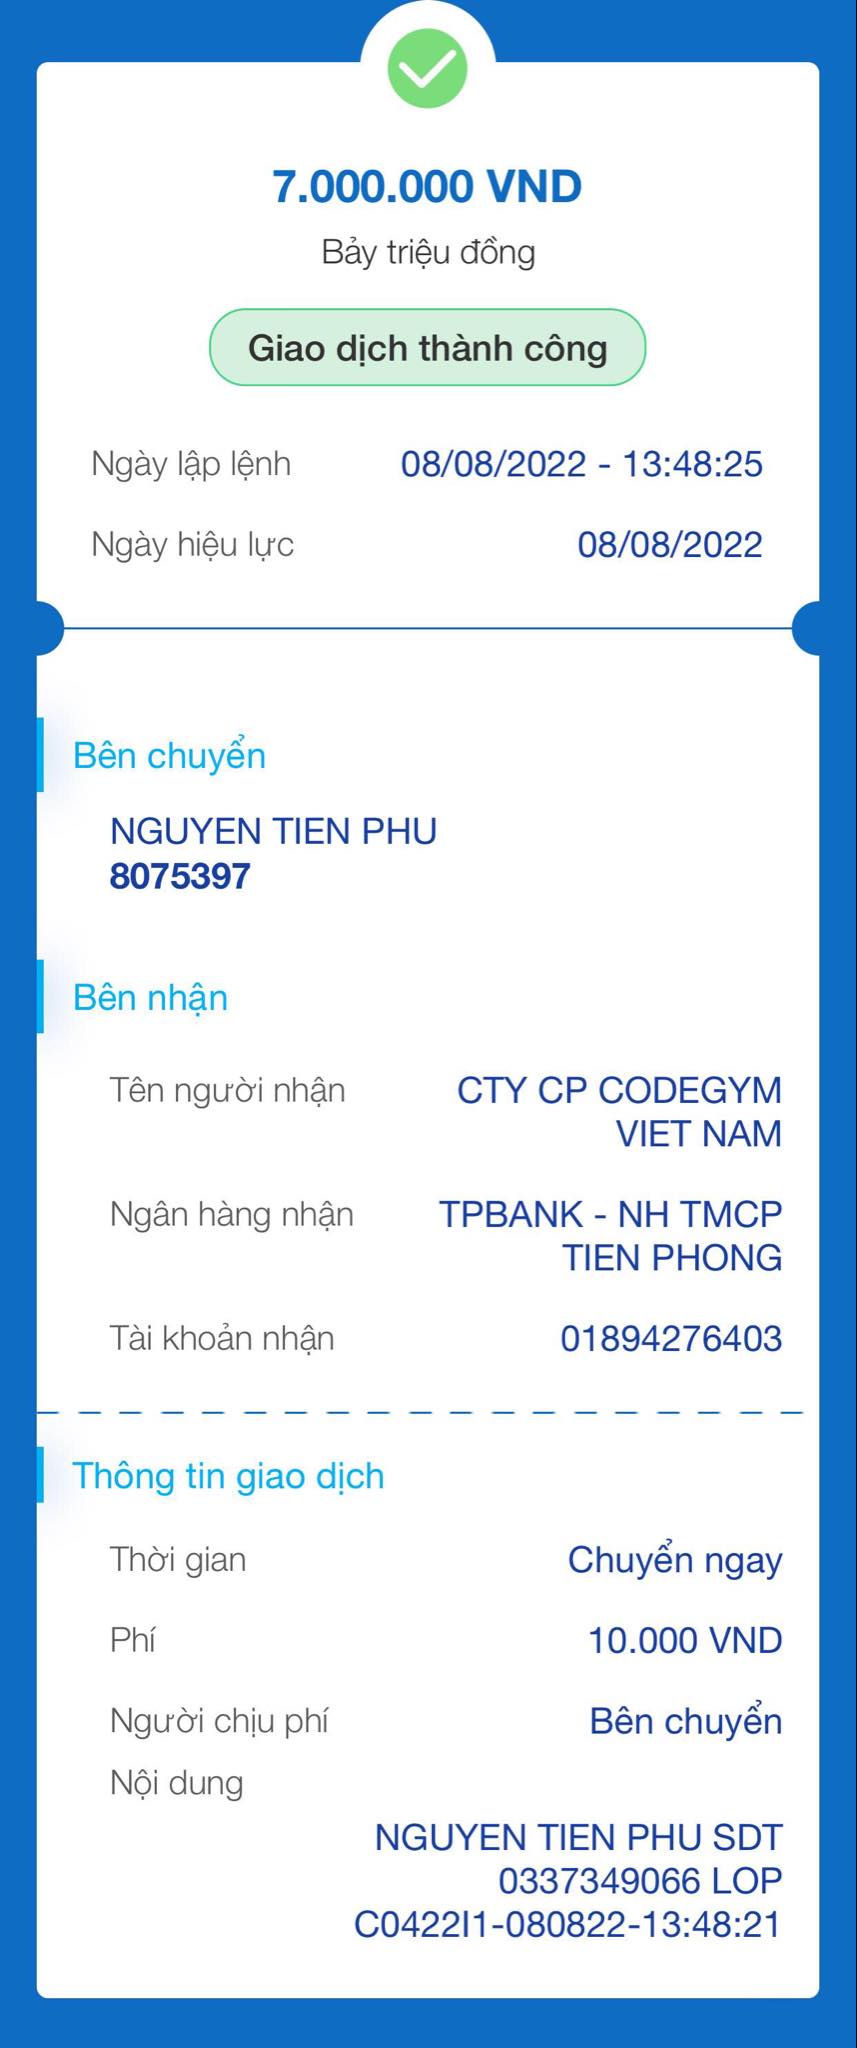 7.000.000 VND
Bảy triệu đồng
Giao dịch thành công
Ngày lập lệnh 08/08/2022 - 13:48:25
Ngày hiệu lực 08/08/2022
Bên chuyển
NGUYEN TIEN PHU
8075397
Bên nhận
Tên người nhận CTY CP CODEGYM
VIET NAM
Ngân hàng nhận TPBANK - NH TMCP
TIEN PHONG
Tài khoản nhận 01894276403
Thông tin giao dịch
Thời gian Chuyển ngay
Phí 10.000 VND
Người chịu phí Bên chuyển
Nội dung
NGUYEN TIEN PHU SDT
0337349066 LOP
C0422I1-080822-13:48:21